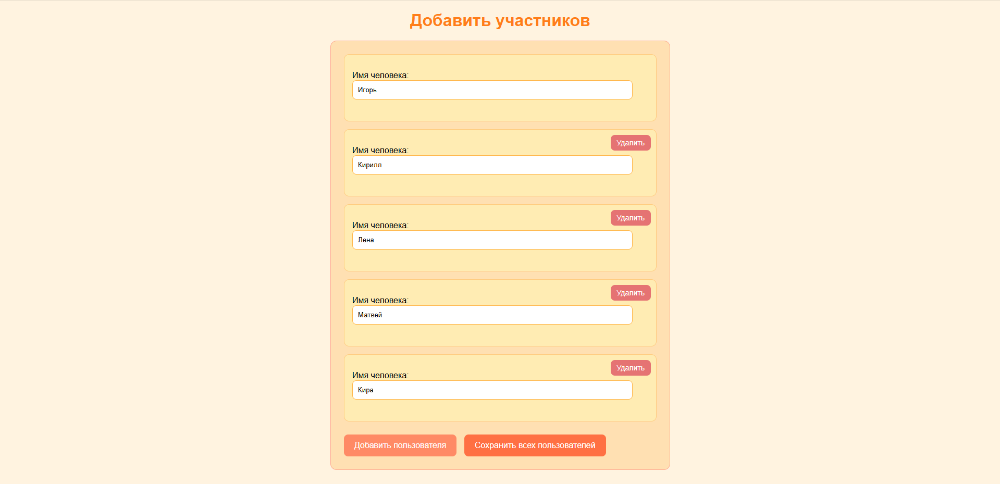 Добавить участников
Имя человека:
Игорь
Удалить
Имя человека:
Кирилл
Удалить
Имя человека:
Лена
Удалить
Имя человека:
Матвей
Удалить
Имя человека:
Кира
Добавить пользователя Сохранить всех пользователей